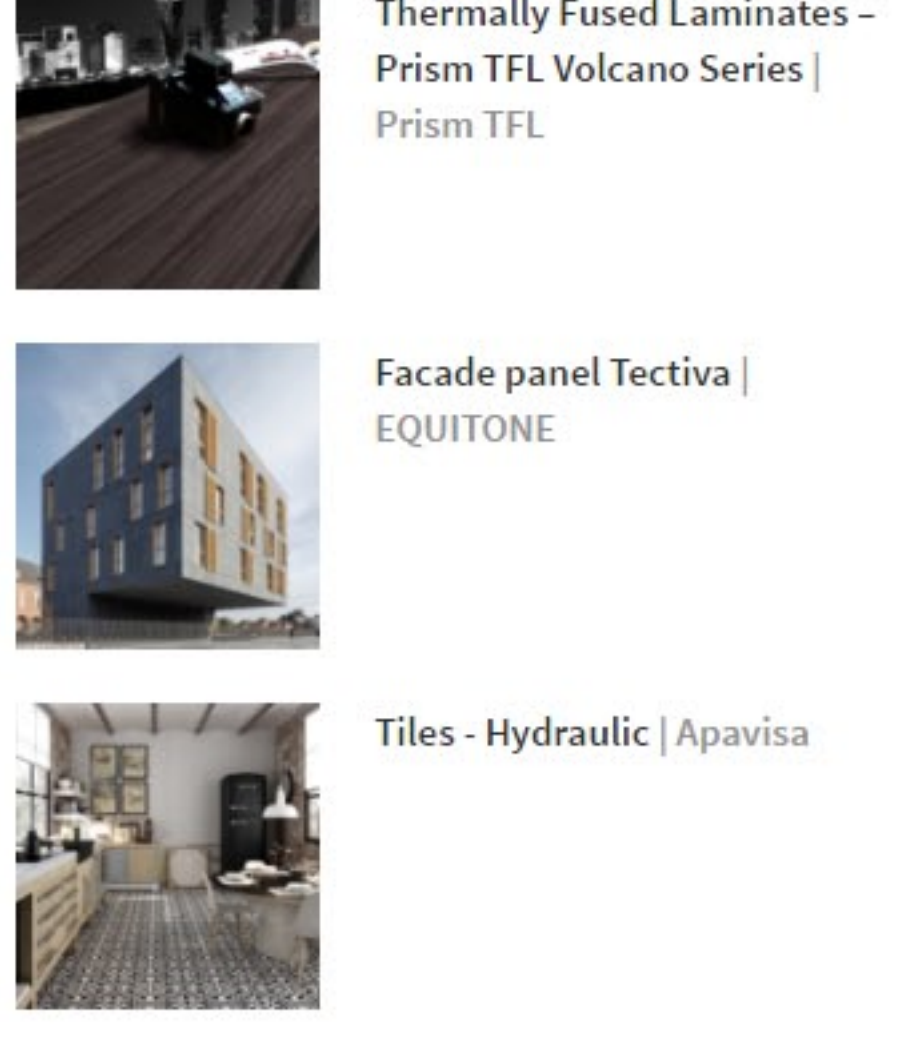 Thermally Fused Laminates –
Prism TFL Volcano Series |
Prism TFL
Facade panel Tectiva |
EQUITONE
Tiles - Hydraulic | Apavisa